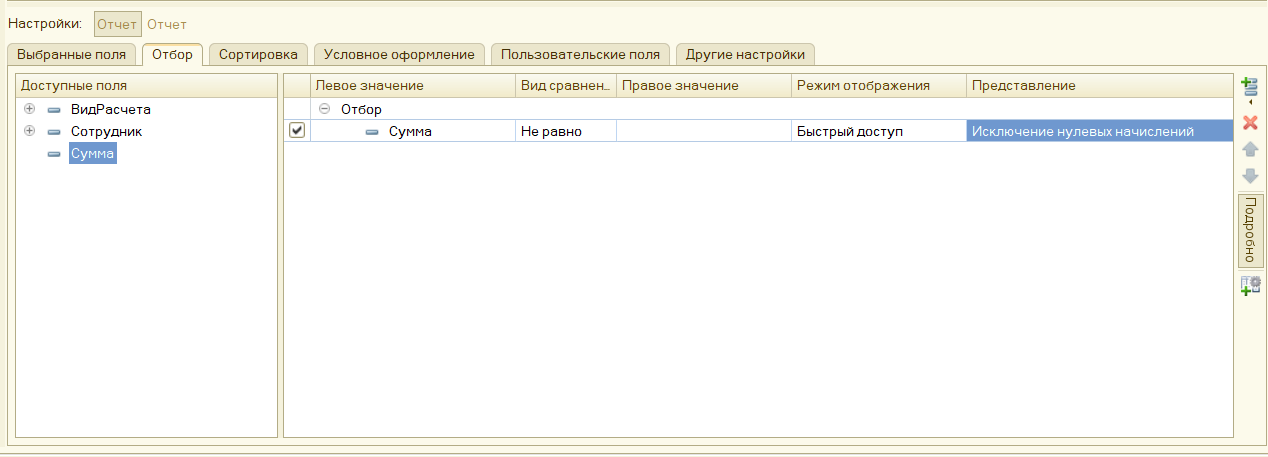 Настройки: Отчет Отчет
Выбранные поля Отбор Сортировка Условное оформление Пользовательские поля Другие настройки
Доступные поля Левое значение Вид сравнен... Правое значение Режим отображения Представление
ВидРасчета Отбор
Сотрудник Сумма Не равно Быстрый доступ Исключение нулевых начислений
Сумма
Подробно